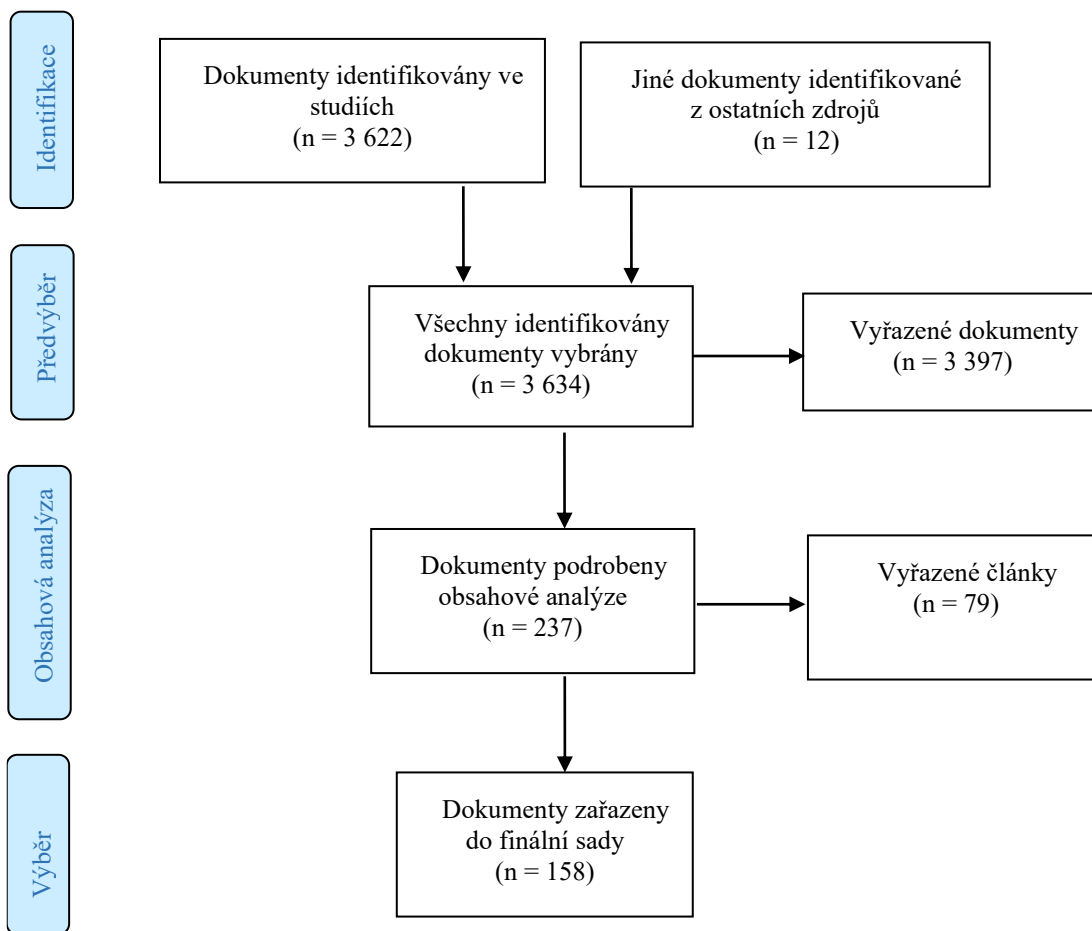 Identifikace
Dokumenty identifikovány ve
studiích
(n = 3 622)
Jiné dokumenty identifikované
z ostatních zdrojů
(n = 12)
Předvýběr
Všechny identifikovány
dokumenty vybrány
(n = 3 634)
Vyřazené dokumenty
(n = 3 397)
Obsahová analýza
Dokumenty podrobeny
obsahové analýze
(n = 237)
Vyřazené články
(n = 79)
Výběr
Dokumenty zařazeny
do finální sady
(n = 158)